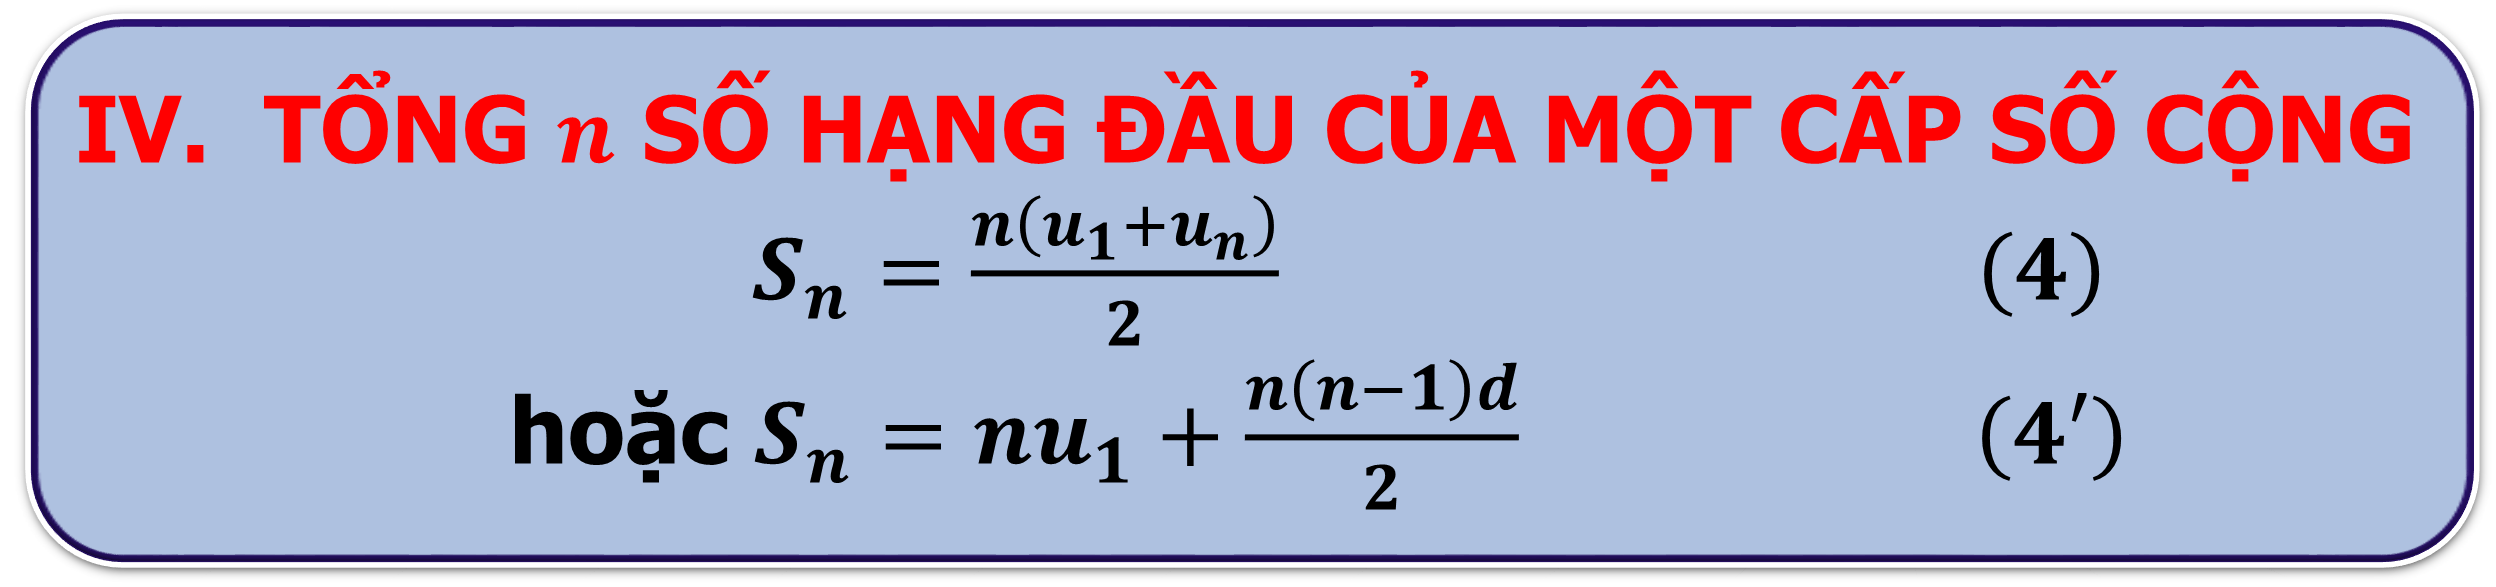 IV. TỔNG n SỐ HẠNG ĐẦU CỦA MỘT CẤP SỐ CỘNG
Sₙ = n(u₁+uₙ)/2 (4)
hoặc Sₙ = nu₁ + n(n−1)d/2 (4′)